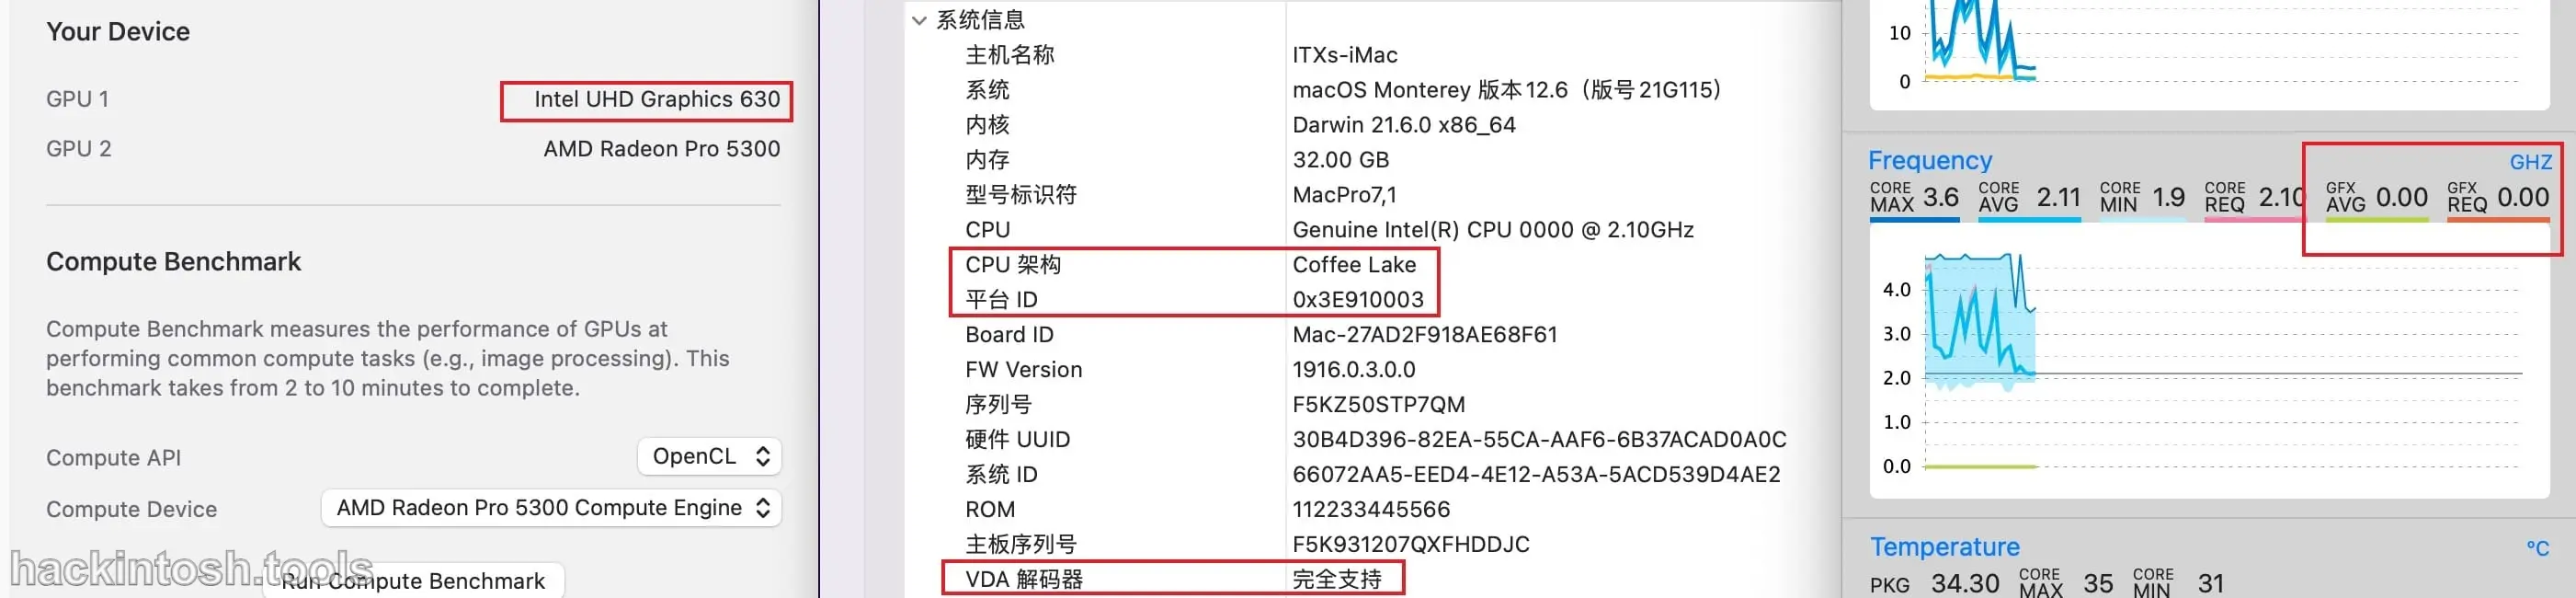 Your Device
GPU 1 Intel UHD Graphics 630
GPU 2 AMD Radeon Pro 5300
Compute Benchmark
Compute Benchmark measures the performance of GPUs at
performing common compute tasks (e.g., image processing). This
benchmark takes from 2 to 10 minutes to complete.
Compute API OpenCL
Compute Device AMD Radeon Pro 5300 Compute Engine
Run Compute Benchmark
hackintosh.tools
系统信息
主机名称 ITXs-iMac
系统 macOS Monterey 版本 12.6（版号 21G115）
内核 Darwin 21.6.0 x86_64
内存 32.00 GB
型号标识符 MacPro7,1
CPU Genuine Intel(R) CPU 0000 @ 2.10GHz
CPU 架构 Coffee Lake
平台 ID 0x3E910003
Board ID Mac-27AD2F918AE68F61
FW Version 1916.0.3.0.0
序列号 F5KZ50STP7QM
硬件 UUID 30B4D396-82EA-55CA-AAF6-6B37ACAD0A0C
系统 ID 66072AA5-EED4-4E12-A53A-5ACD539D4AE2
ROM 112233445566
主板序列号 F5K931207QXFHDDJC
VDA 解码器 完全支持
10
0
Frequency GHZ
CORE MAX 3.6 CORE AVG 2.11 CORE MIN 1.9 CORE REQ 2.10 GFX AVG 0.00 GFX REQ 0.00
4.0
3.0
2.0
1.0
0.0
Temperature °C
PKG 34.30 CORE MAX 35 CORE MIN 31